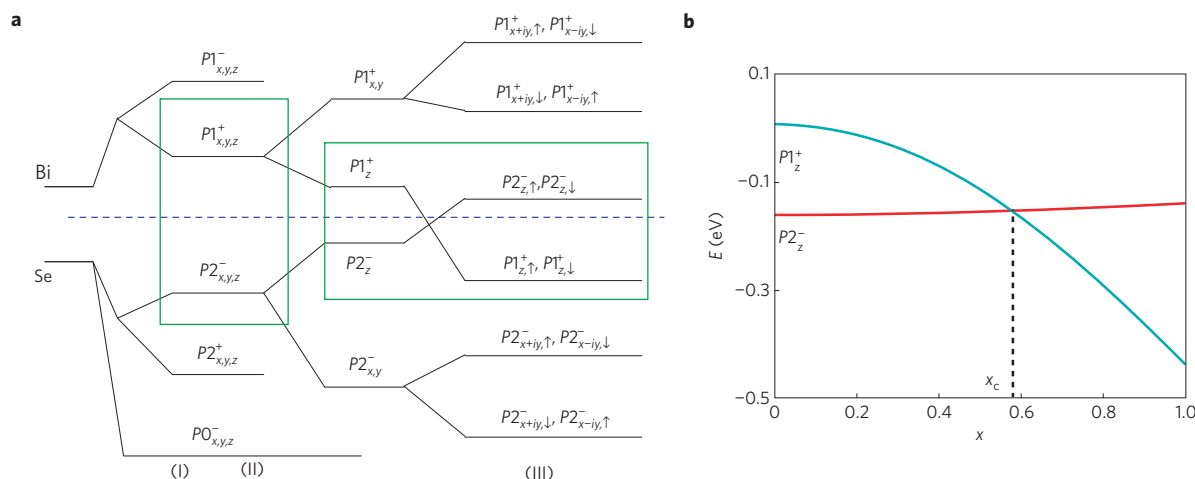 a
P1⁺x+iy,↑, P1⁺x−iy,↓
P1⁻x,y,z
P1⁺x,y
P1⁺x+iy,↓, P1⁺x−iy,↑
P1⁺x,y,z
Bi
P1⁺z
P2⁻z,↑,P2⁻z,↓
Se
P2⁻x,y,z
P2⁻z
P1⁺z,↑, P1⁺z,↓
P2⁺x,y,z
P2⁻x,y
P2⁻x+iy,↑, P2⁻x−iy,↓
P2⁻x+iy,↓, P2⁻x−iy,↑
P0⁻x,y,z
(I) (II) (III)
b
0.1
−0.1
−0.3
−0.5
E (eV)
P1⁺z
P2⁻z
xc
0 0.2 0.4 0.6 0.8 1.0
x